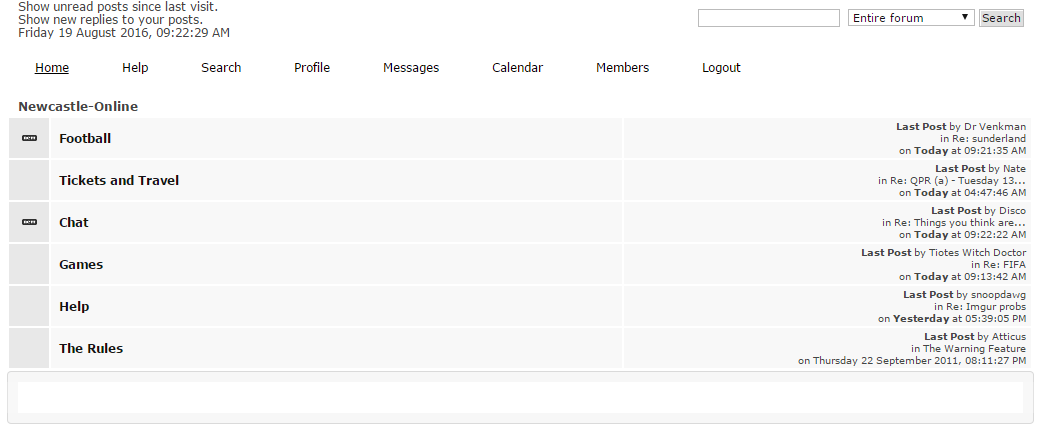 Show unread posts since last visit.
Show new replies to your posts.
Friday 19 August 2016, 09:22:29 AM
Entire forum
Search
Home Help Search Profile Messages Calendar Members Logout
Newcastle-Online
new
Football
Last Post by Dr Venkman
in Re: sunderland
on Today at 09:21:35 AM
Tickets and Travel
Last Post by Nate
in Re: QPR (a) - Tuesday 13...
on Today at 04:47:46 AM
new
Chat
Last Post by Disco
in Re: Things you think are...
on Today at 09:22:22 AM
Games
Last Post by Tiotes Witch Doctor
in Re: FIFA
on Today at 09:13:42 AM
Help
Last Post by snoopdawg
in Re: Imgur probs
on Yesterday at 05:39:05 PM
The Rules
Last Post by Atticus
in The Warning Feature
on Thursday 22 September 2011, 08:11:27 PM